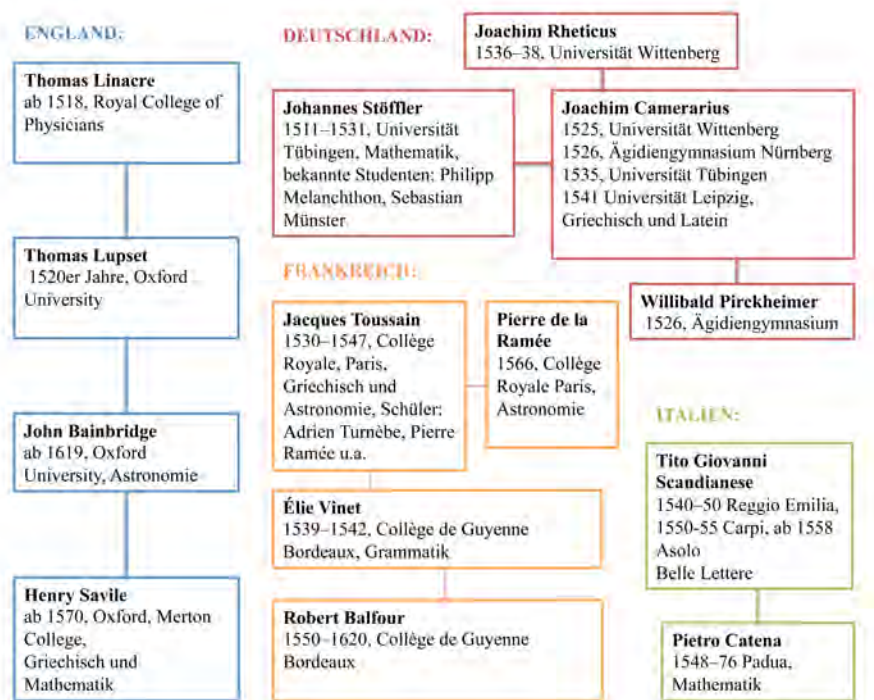 ENGLAND:
Thomas Linacre
ab 1518, Royal College of
Physicians
Thomas Lupset
1520er Jahre, Oxford
University
John Bainbridge
ab 1619, Oxford
University, Astronomie
Henry Savile
ab 1570, Oxford, Merton
College,
Griechisch und
Mathematik
DEUTSCHLAND:
Joachim Rheticus
1536–38, Universität Wittenberg
Johannes Stöffler
1511–1531, Universität
Tübingen, Mathematik,
bekannte Studenten: Philipp
Melanchthon, Sebastian
Münster
Joachim Camerarius
1525, Universität Wittenberg
1526, Ägidiengymnasium Nürnberg
1535, Universität Tübingen
1541 Universität Leipzig,
Griechisch und Latein
Willibald Pirckheimer
1526, Ägidiengymnasium
FRANKREICH:
Jacques Toussain
1530–1547, Collège
Royale, Paris,
Griechisch und
Astronomie, Schüler:
Adrien Turnèbe, Pierre
Ramée u.a.
Pierre de la
Ramée
1566, Collège
Royale Paris,
Astronomie
Élie Vinet
1539–1542, Collège de Guyenne
Bordeaux, Grammatik
Robert Balfour
1550–1620, Collège de Guyenne
Bordeaux
ITALIEN:
Tito Giovanni
Scandianese
1540–50 Reggio Emilia,
1550-55 Carpi, ab 1558
Asolo
Belle Lettere
Pietro Catena
1548–76 Padua,
Mathematik